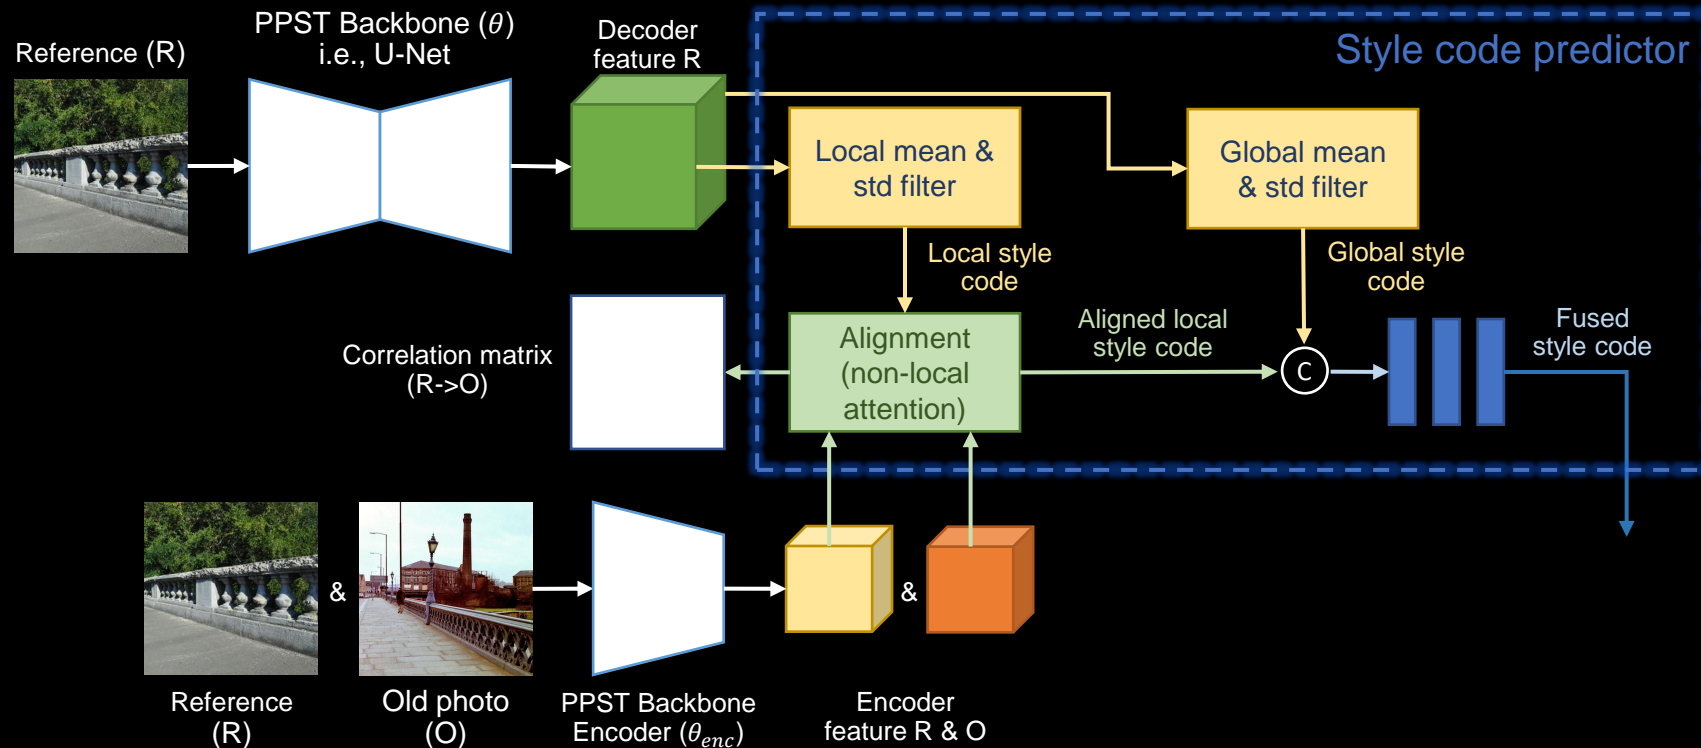 Reference (R)
PPST Backbone (θ)
i.e., U-Net
Decoder
feature R
Style code predictor
Local mean &
std filter
Global mean
& std filter
Local style
code
Global style
code
Correlation matrix
(R->O)
Alignment
(non-local
attention)
Aligned local
style code
C
Fused
style code
&
&
Reference
(R)
Old photo
(O)
PPST Backbone
Encoder (θ_enc)
Encoder
feature R & O